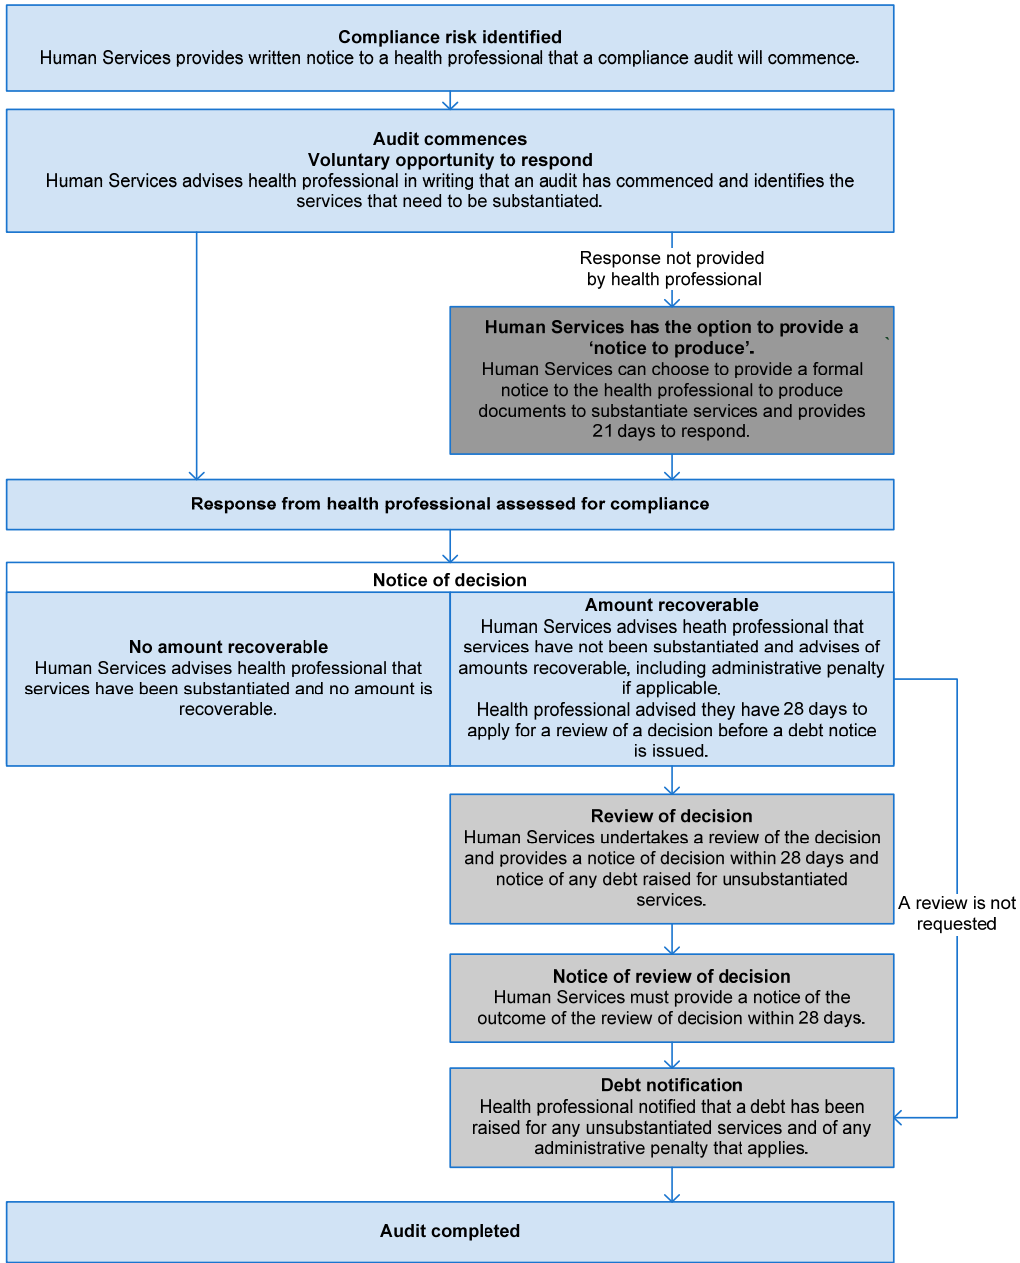 Compliance risk identified
Human Services provides written notice to a health professional that a compliance audit will commence.
Audit commences
Voluntary opportunity to respond
Human Services advises health professional in writing that an audit has commenced and identifies the
services that need to be substantiated.
Response not provided
by health professional
Human Services has the option to provide a
‘notice to produce’.
Human Services can choose to provide a formal
notice to the health professional to produce
documents to substantiate services and provides
21 days to respond.
Response from health professional assessed for compliance
Notice of decision
No amount recoverable
Human Services advises health professional that
services have been substantiated and no amount is
recoverable.
Amount recoverable
Human Services advises heath professional that
services have not been substantiated and advises of
amounts recoverable, including administrative penalty
if applicable.
Health professional advised they have 28 days to
apply for a review of a decision before a debt notice
is issued.
Review of decision
Human Services undertakes a review of the decision
and provides a notice of decision within 28 days and
notice of any debt raised for unsubstantiated
services.
A review is not
requested
Notice of review of decision
Human Services must provide a notice of the
outcome of the review of decision within 28 days.
Debt notification
Health professional notified that a debt has been
raised for any unsubstantiated services and of any
administrative penalty that applies.
Audit completed